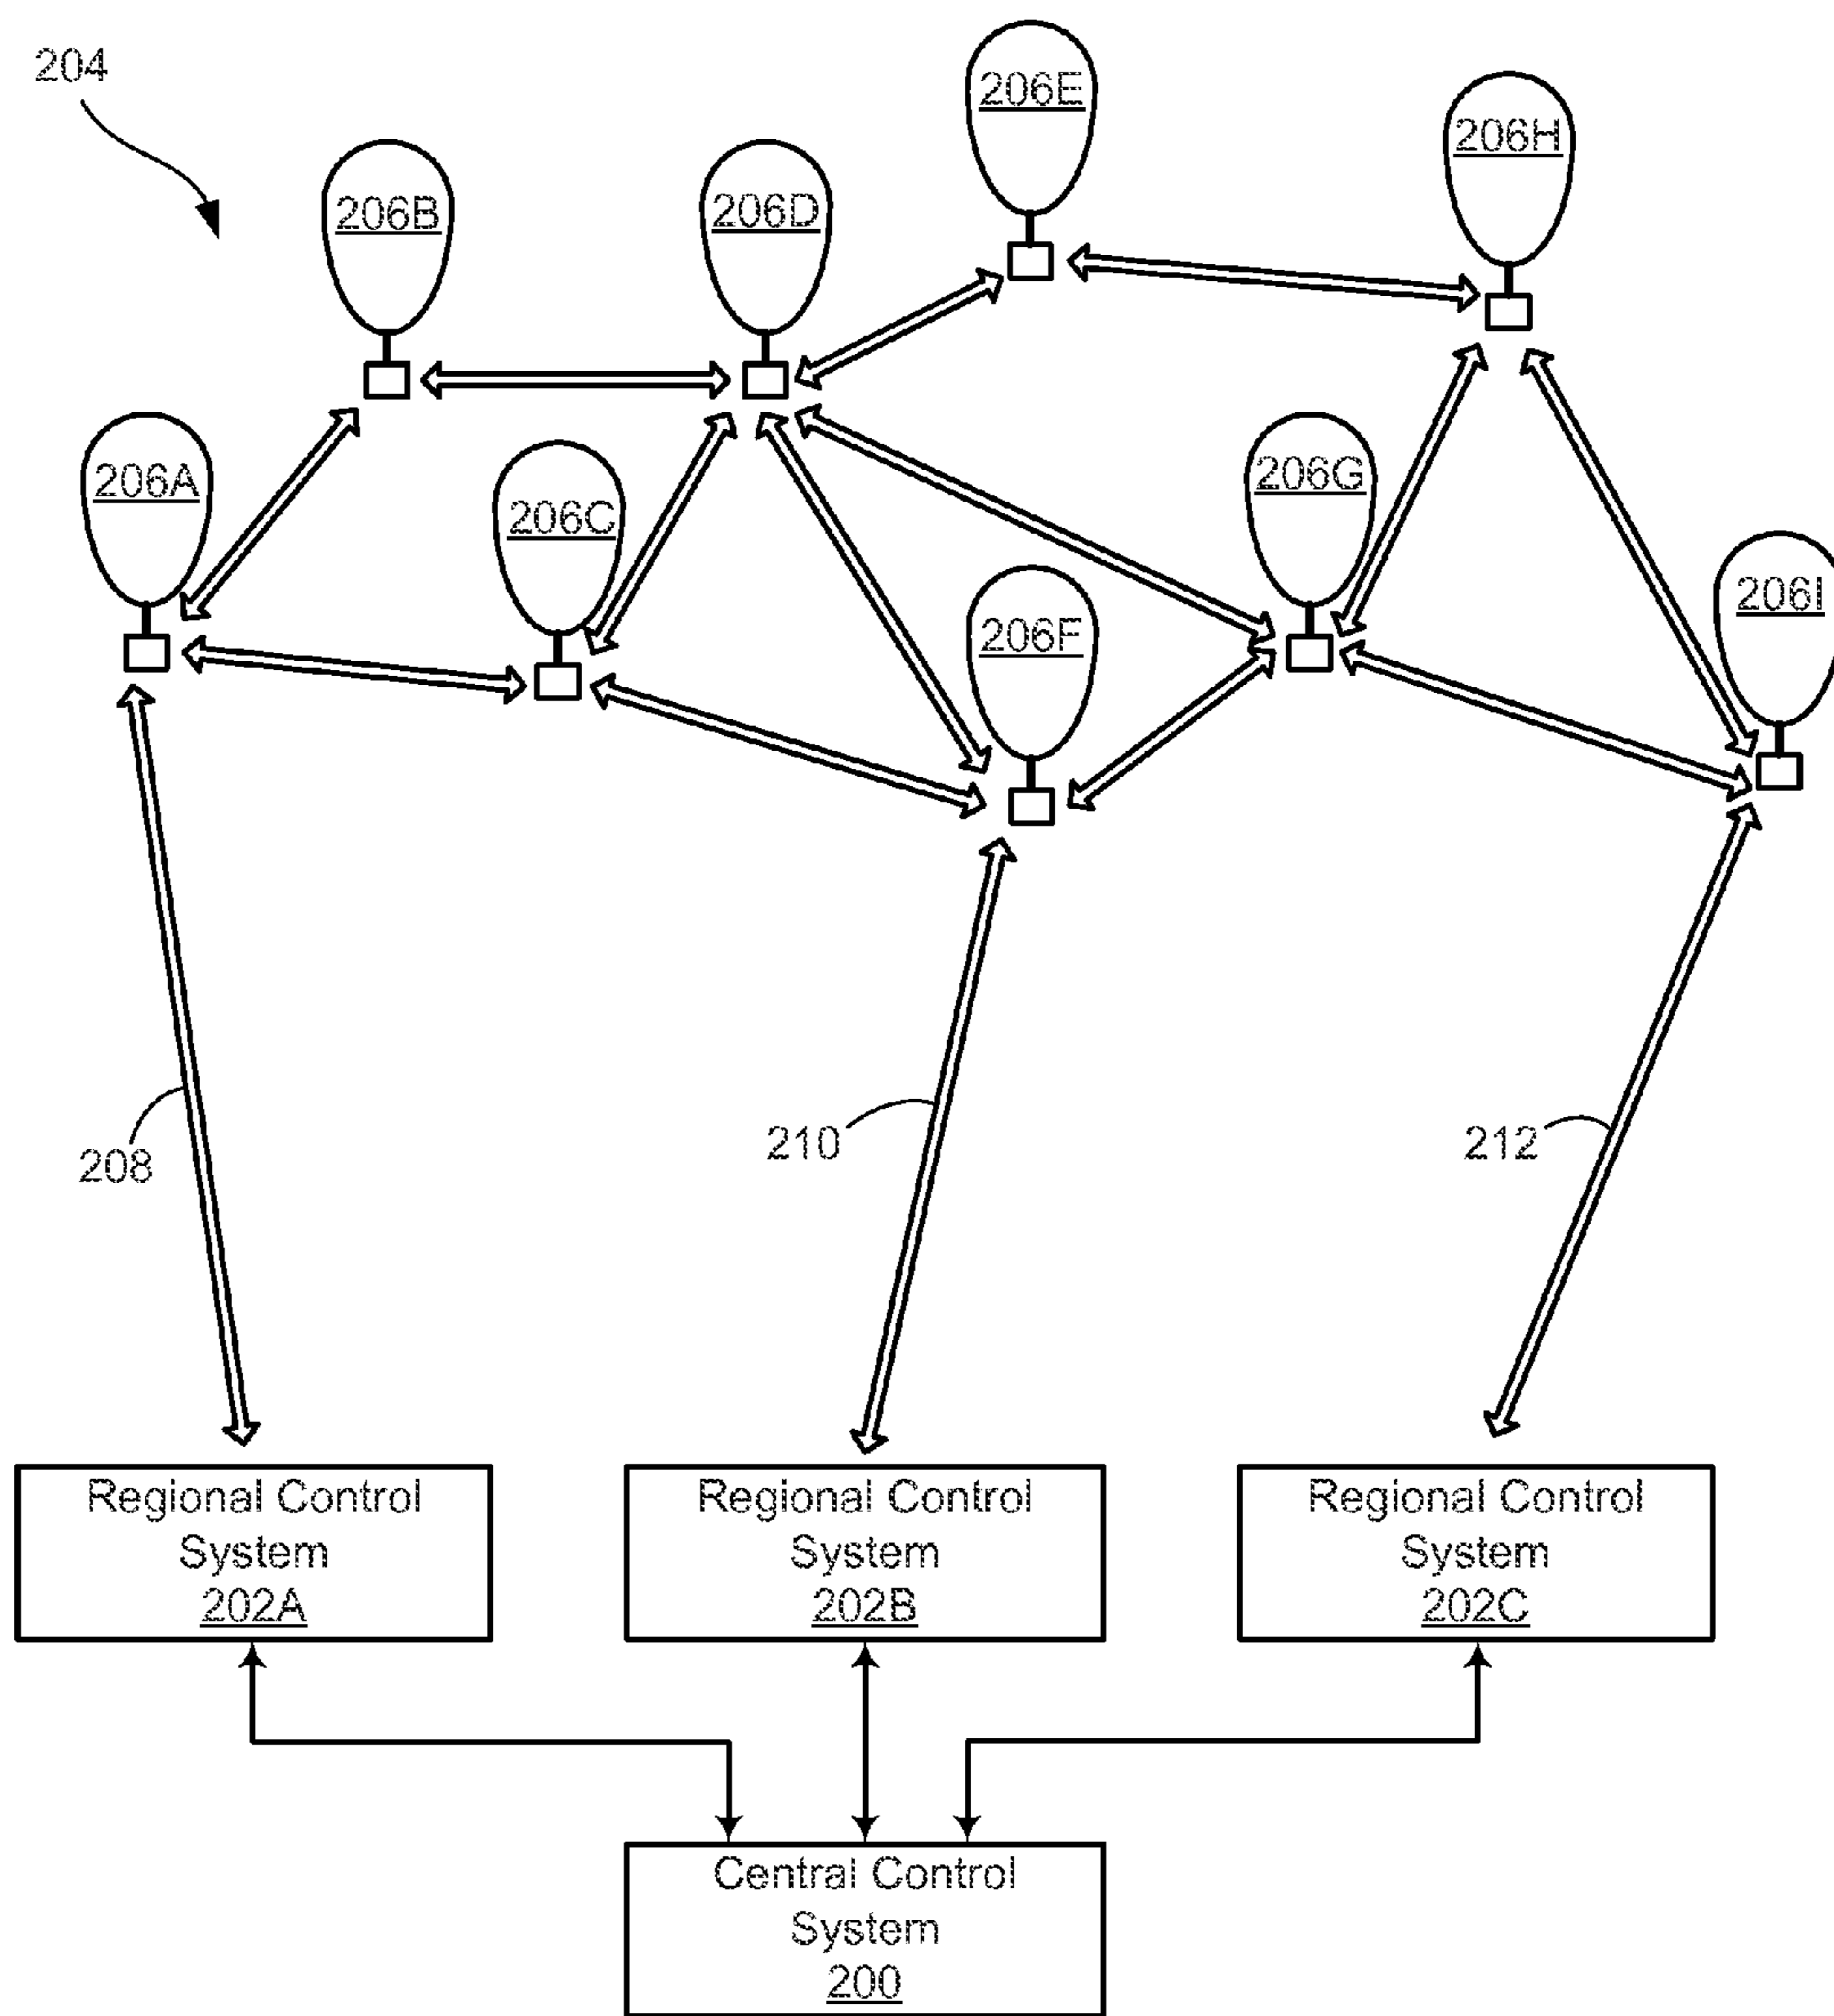 204
206E
206H
206B
206D
206A
206G
206C
206I
206F
208
210
212
Regional Control
System
202A
Regional Control
System
202B
Regional Control
System
202C
Central Control
System
200